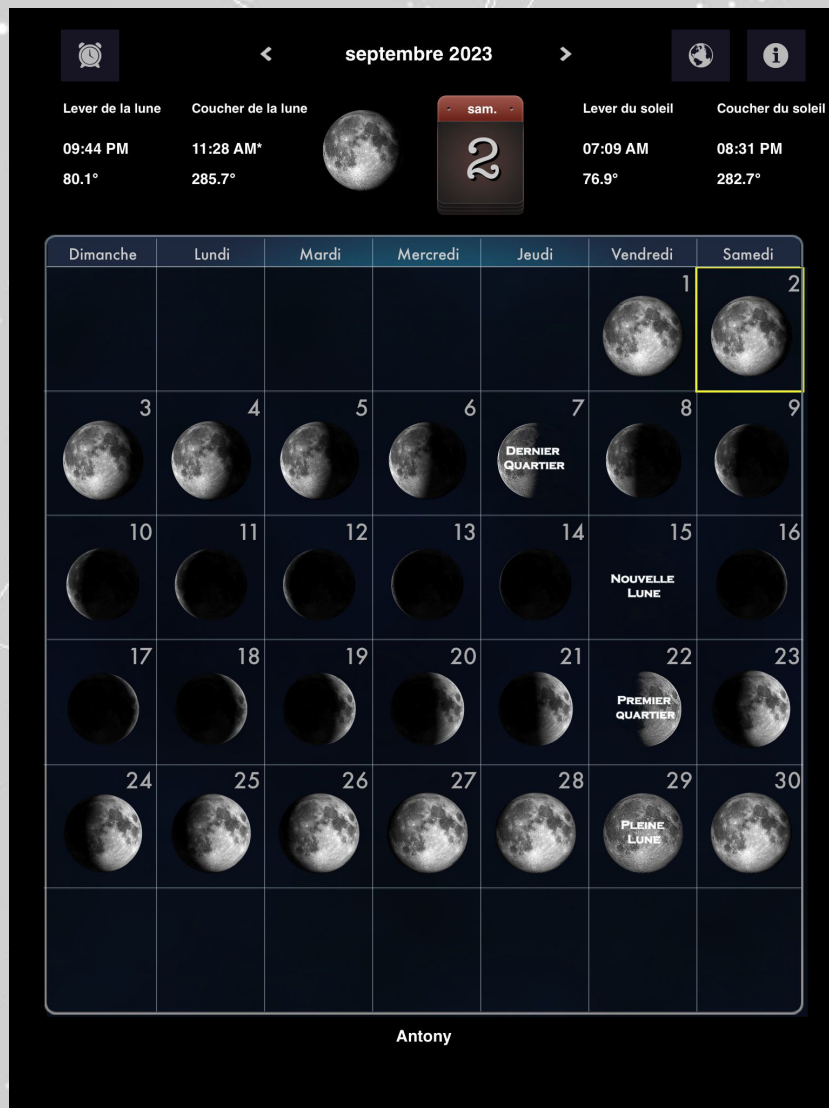 septembre 2023
Lever de la lune
Coucher de la lune
sam.
Lever du soleil
Coucher du soleil
09:44 PM
11:28 AM*
2
07:09 AM
08:31 PM
80.1°
285.7°
76.9°
282.7°
Dimanche Lundi Mardi Mercredi Jeudi Vendredi Samedi
1 2
3 4 5 6 7 8 9
DERNIER
QUARTIER
10 11 12 13 14 15 16
NOUVELLE
LUNE
17 18 19 20 21 22 23
PREMIER
QUARTIER
24 25 26 27 28 29 30
PLEINE
LUNE
Antony